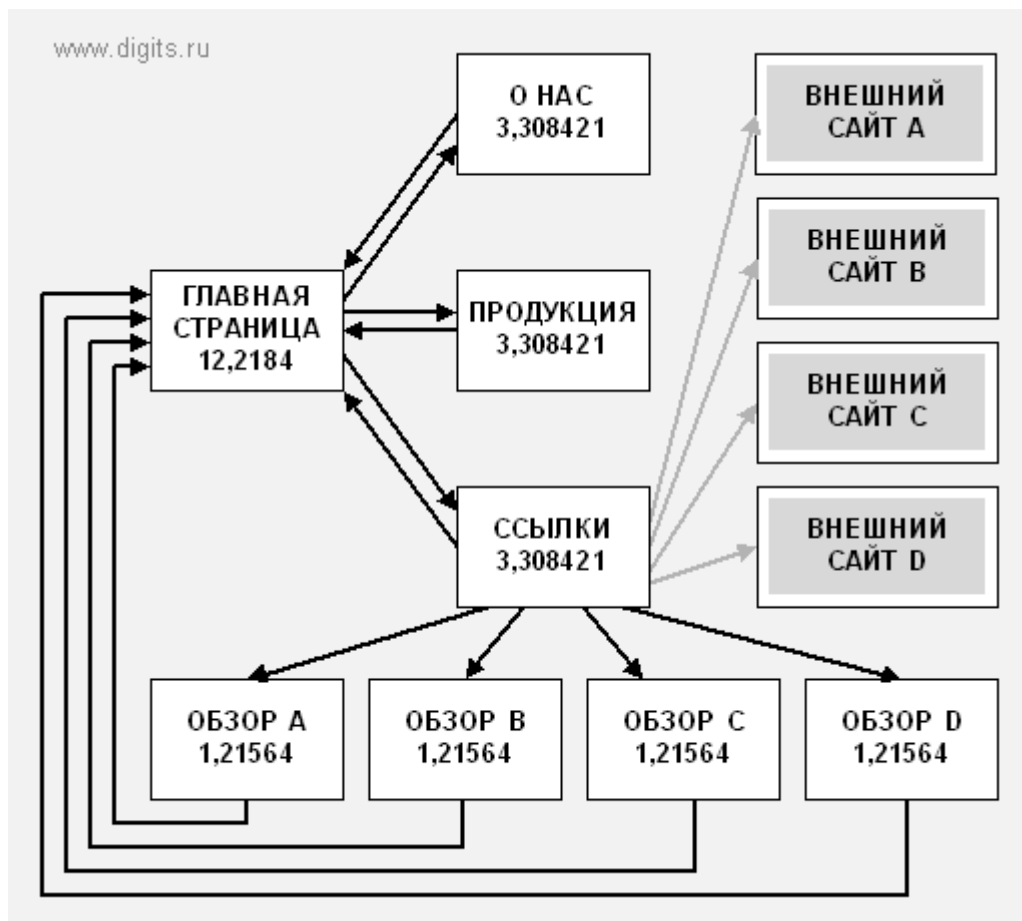 www.digits.ru
О НАС
3,308421
ВНЕШНИЙ
САЙТ A
ВНЕШНИЙ
САЙТ B
ГЛАВНАЯ
СТРАНИЦА
12,2184
ПРОДУКЦИЯ
3,308421
ВНЕШНИЙ
САЙТ C
ССЫЛКИ
3,308421
ВНЕШНИЙ
САЙТ D
ОБЗОР A
1,21564
ОБЗОР B
1,21564
ОБЗОР C
1,21564
ОБЗОР D
1,21564